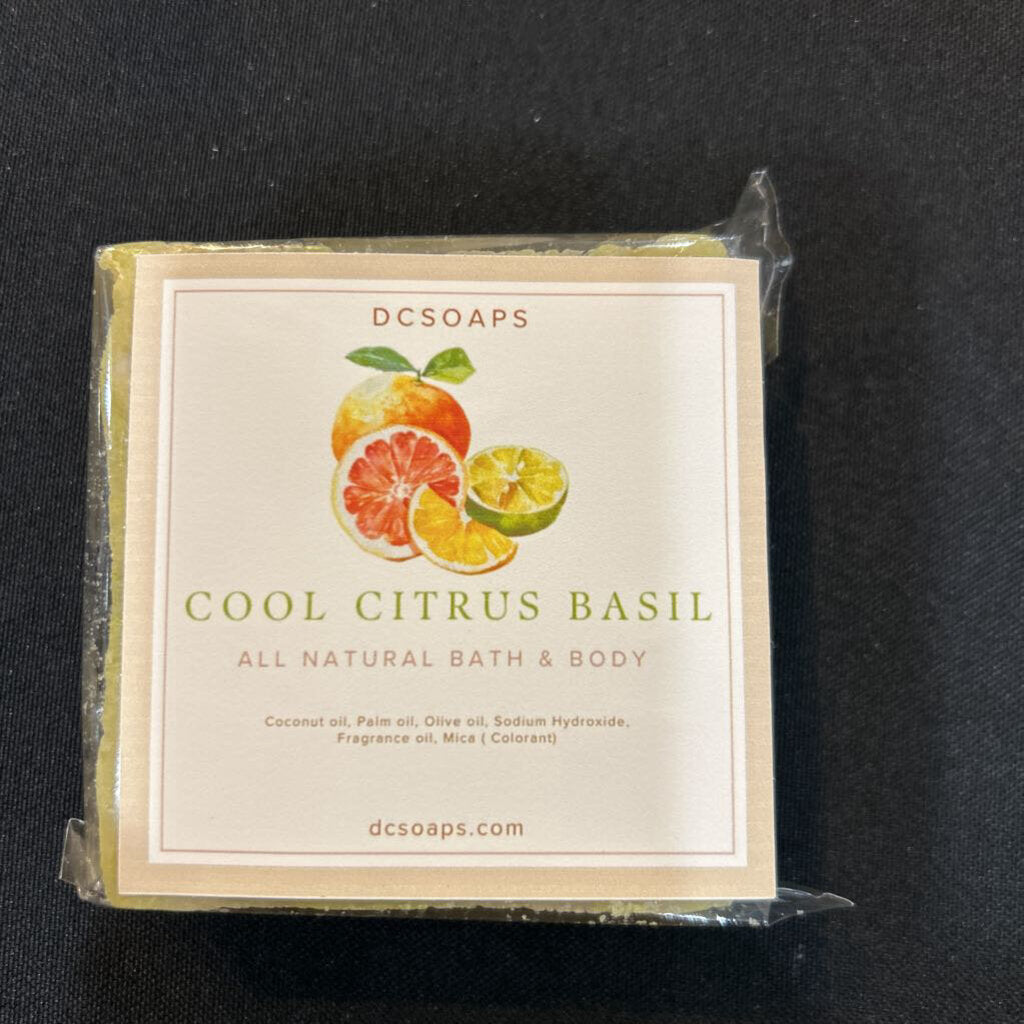 DCSOAPS
COOL CITRUS BASIL
ALL NATURAL BATH & BODY
Coconut oil, Palm oil, Olive oil, Sodium Hydroxide,
Fragrance oil, Mica ( Colorant)
dcsoaps.com